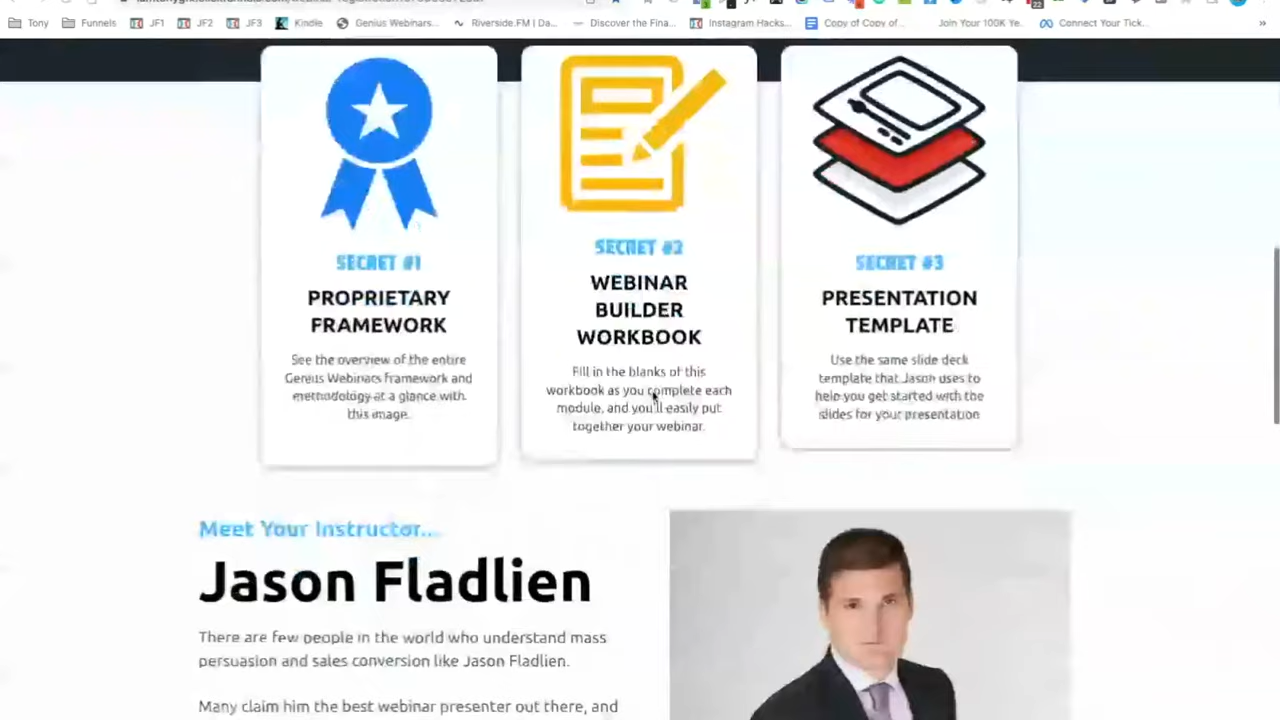 Tony
Funnels
JF1
JF2
JF3
Kindle
Genius Webinars...
Riverside.FM | Da...
Discover the Fina...
Instagram Hacks...
Copy of Copy of...
Join Your 100K Ye...
Connect Your Tick...
»
22
SECRET #1
PROPRIETARY
FRAMEWORK
See the overview of the entire
Genius Webinars framework and
methodology at a glance with
this image.
SECRET #2
WEBINAR
BUILDER
WORKBOOK
Fill in the blanks of this
workbook as you complete each
module, and you'll easily put
together your webinar.
SECRET #3
PRESENTATION
TEMPLATE
Use the same slide deck
template that Jason uses to
help you get started with the
slides for your presentation
Meet Your Instructor...
Jason Fladlien
There are few people in the world who understand mass
persuasion and sales conversion like Jason Fladlien.
Many claim him the best webinar presenter out there, and